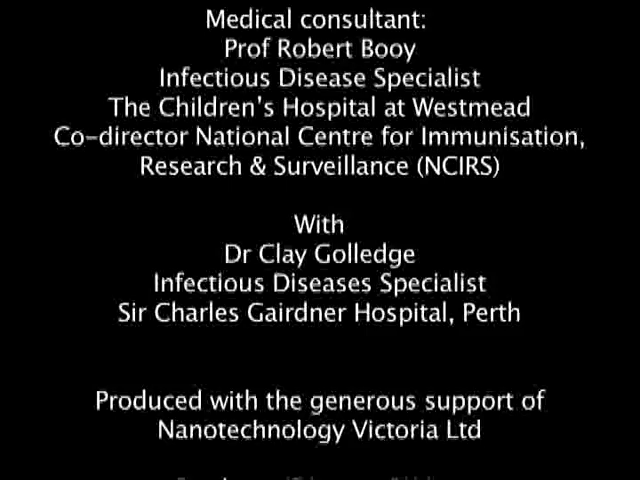 Medical consultant:
Prof Robert Booy
Infectious Disease Specialist
The Children's Hospital at Westmead
Co-director National Centre for Immunisation,
Research & Surveillance (NCIRS)
With
Dr Clay Golledge
Infectious Diseases Specialist
Sir Charles Gairdner Hospital, Perth
Produced with the generous support of
Nanotechnology Victoria Ltd